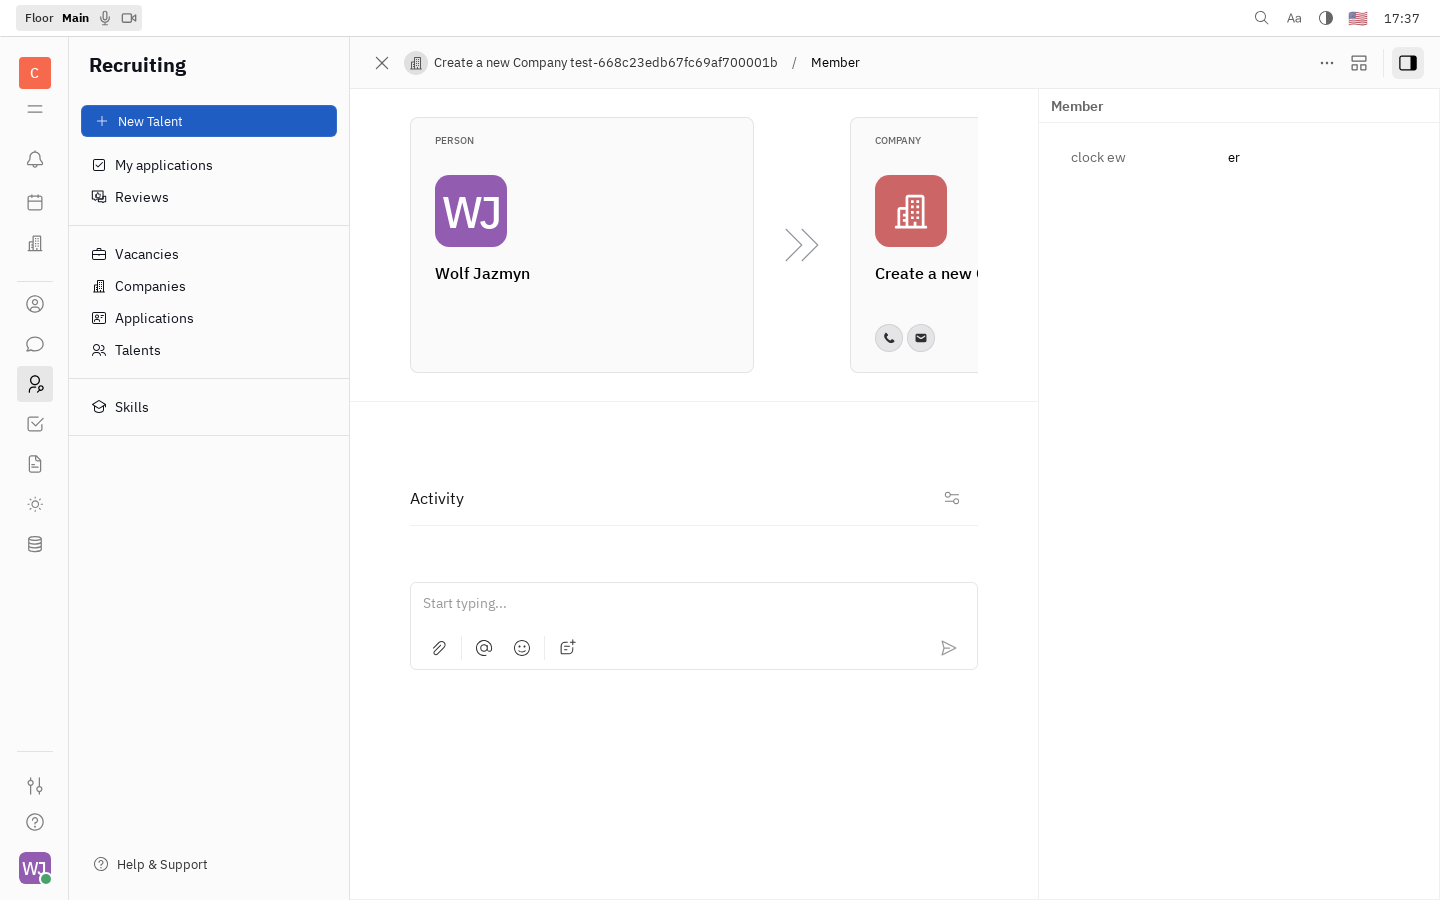 Floor Main
Aa
17:37
C
Recruiting
New Talent
My applications
Reviews
Vacancies
Companies
Applications
Talents
Skills
Help & Support
WJ
Create a new Company test-668c23edb67fc69af700001b / Member
PERSON
WJ
Wolf Jazmyn
COMPANY
Create a new
Activity
Start typing...
Member
clock ew er